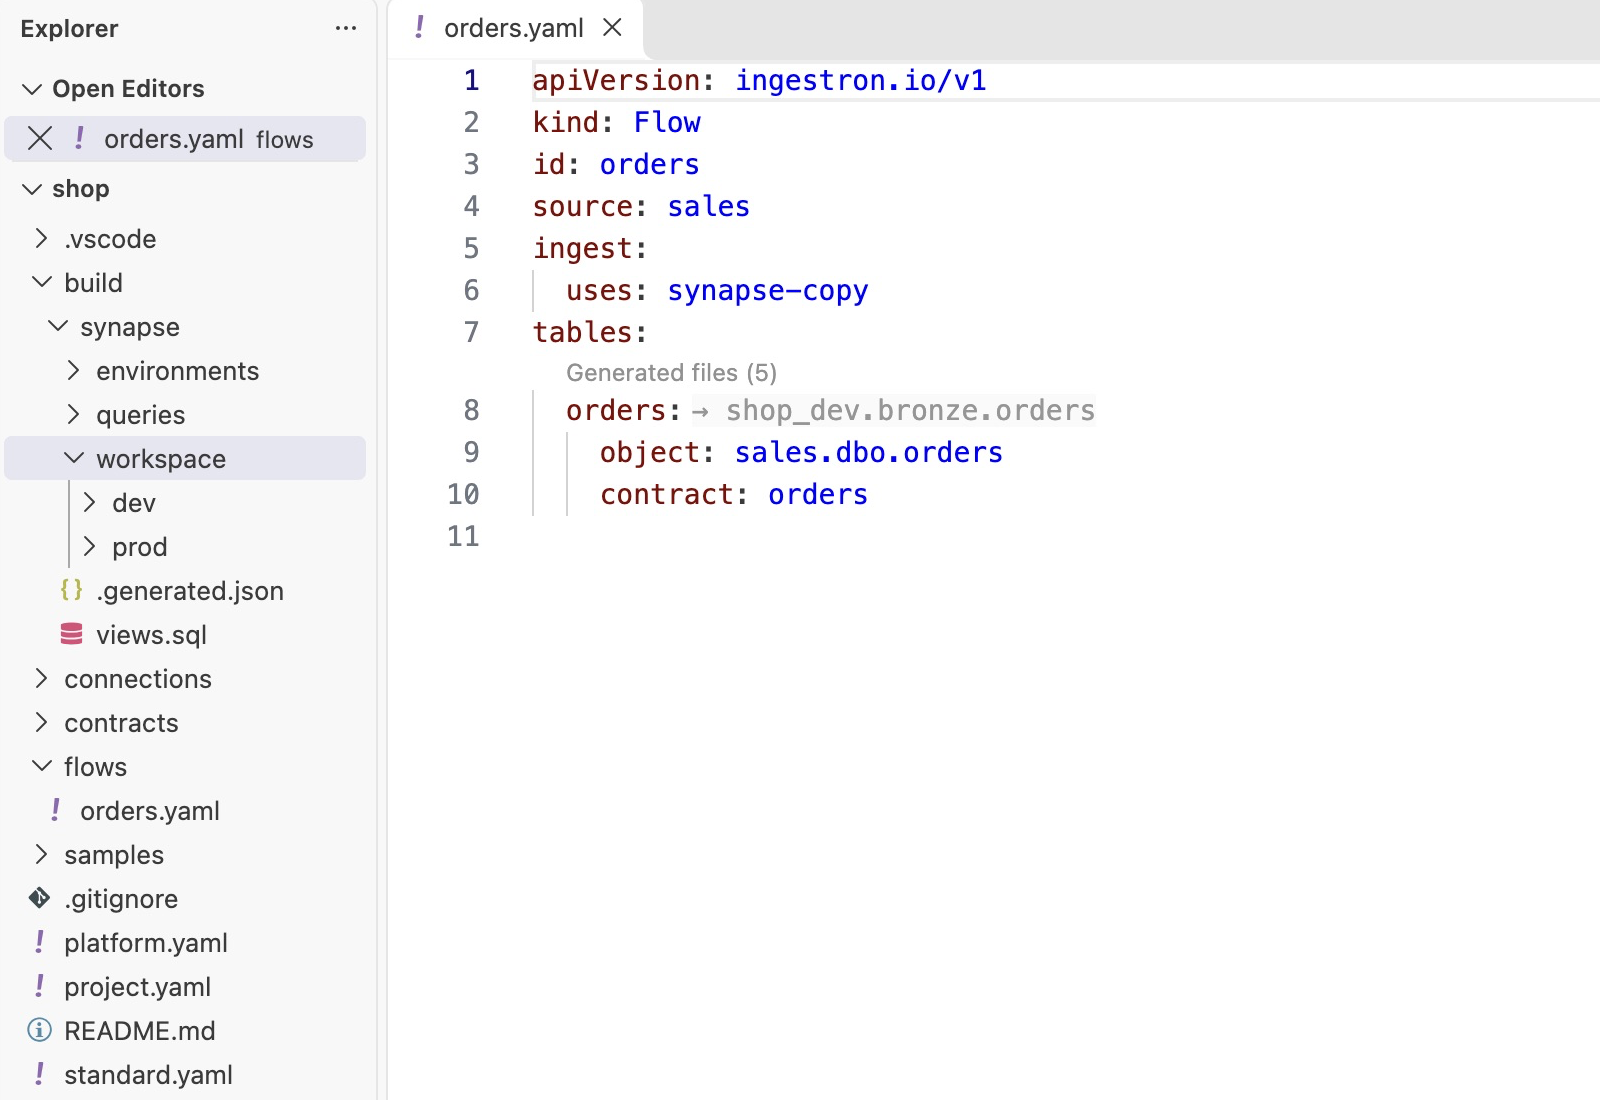 Explorer
Open Editors
orders.yaml flows
shop
.vscode
build
synapse
environments
queries
workspace
dev
prod
.generated.json
views.sql
connections
contracts
flows
orders.yaml
samples
.gitignore
platform.yaml
project.yaml
README.md
standard.yaml
orders.yaml
1 apiVersion: ingestron.io/v1
2 kind: Flow
3 id: orders
4 source: sales
5 ingest:
6 uses: synapse-copy
7 tables:
Generated files (5)
8 orders: → shop_dev.bronze.orders
9 object: sales.dbo.orders
10 contract: orders
11